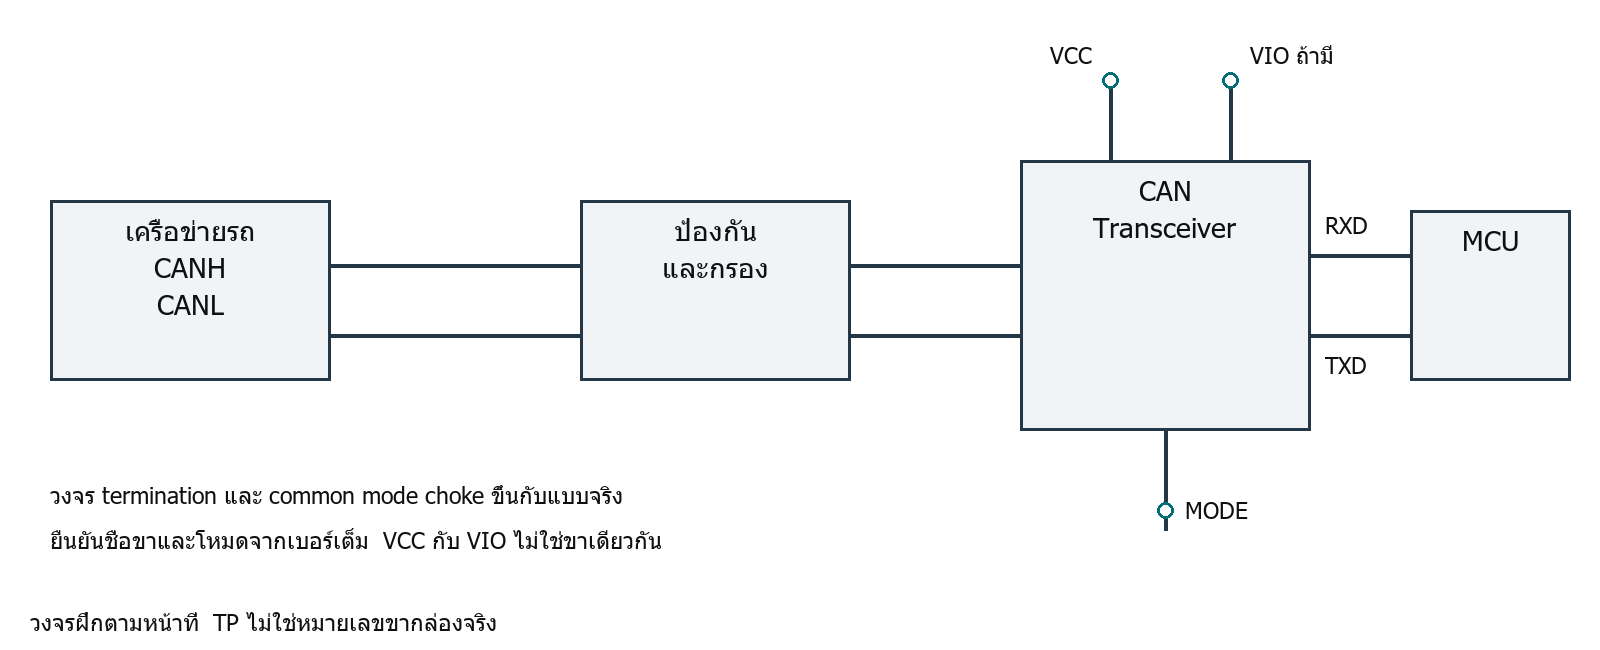 VCC
VIO ถ้ามี
เครือข่ายรถ
CANH
CANL
ป้องกัน
และกรอง
CAN
Transceiver
RXD
TXD
MCU
MODE
วงจร termination และ common mode choke ขึ้นกับแบบจริง
ยืนยันชื่อขาและโหมดจากเบอร์เต็ม  VCC กับ VIO ไม่ใช่ขาเดียวกัน
วงจรฝึกตามหน้าที่  TP ไม่ใช่หมายเลขขากล่องจริง